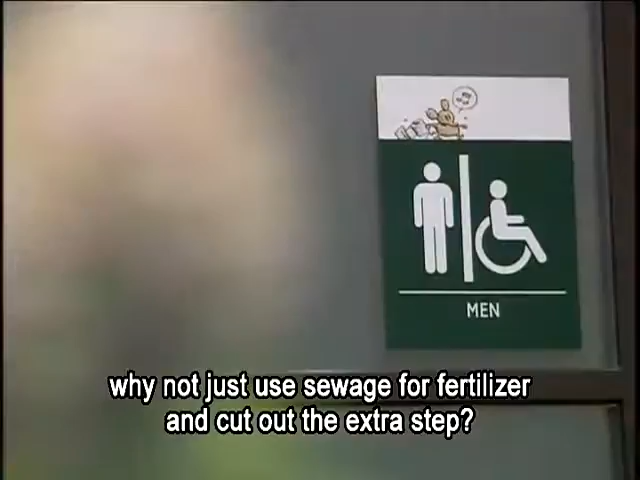 MEN
why not just use sewage for fertilizer
and cut out the extra step?